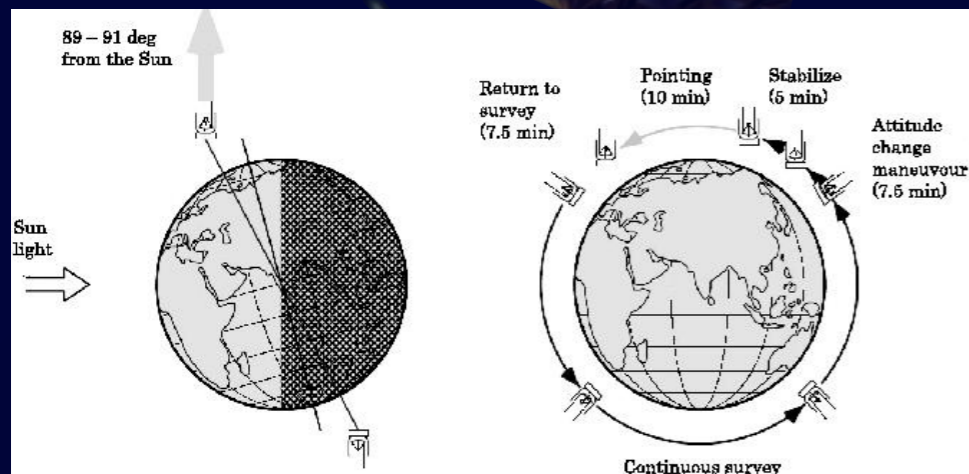 89 – 91 deg
from the Sun
Sun
light
Return to
survey
(7.5 min)
Pointing
(10 min)
Stabilize
(5 min)
Attitude
change
maneuvour
(7.5 min)
Continuous survey